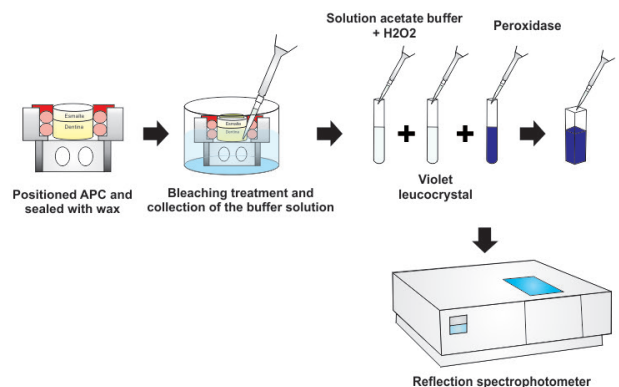 Solution acetate buffer
+ H2O2
Peroxidase
Esmalte
Dentina
Esmalte
Dentina
+
+
Violet
leucocrystal
Positioned APC and
sealed with wax
Bleaching treatment and
collection of the buffer solution
Reflection spectrophotometer